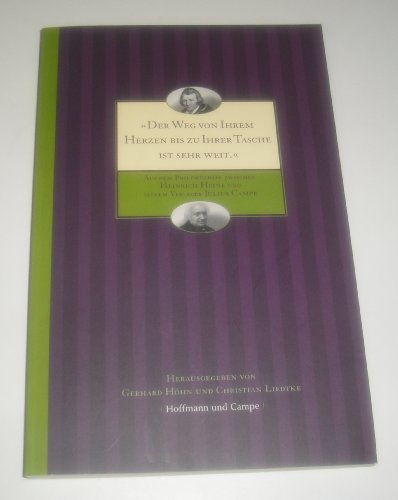 »Der Weg von Ihrem
Herzen bis zu Ihrer Tasche
ist sehr weit.«
Aus dem Briefwechsel zwischen
Heinrich Heine und
seinem Verleger Julius Campe
Herausgegeben von
Gerhard Höhn und Christian Liedtke
Hoffmann und Campe